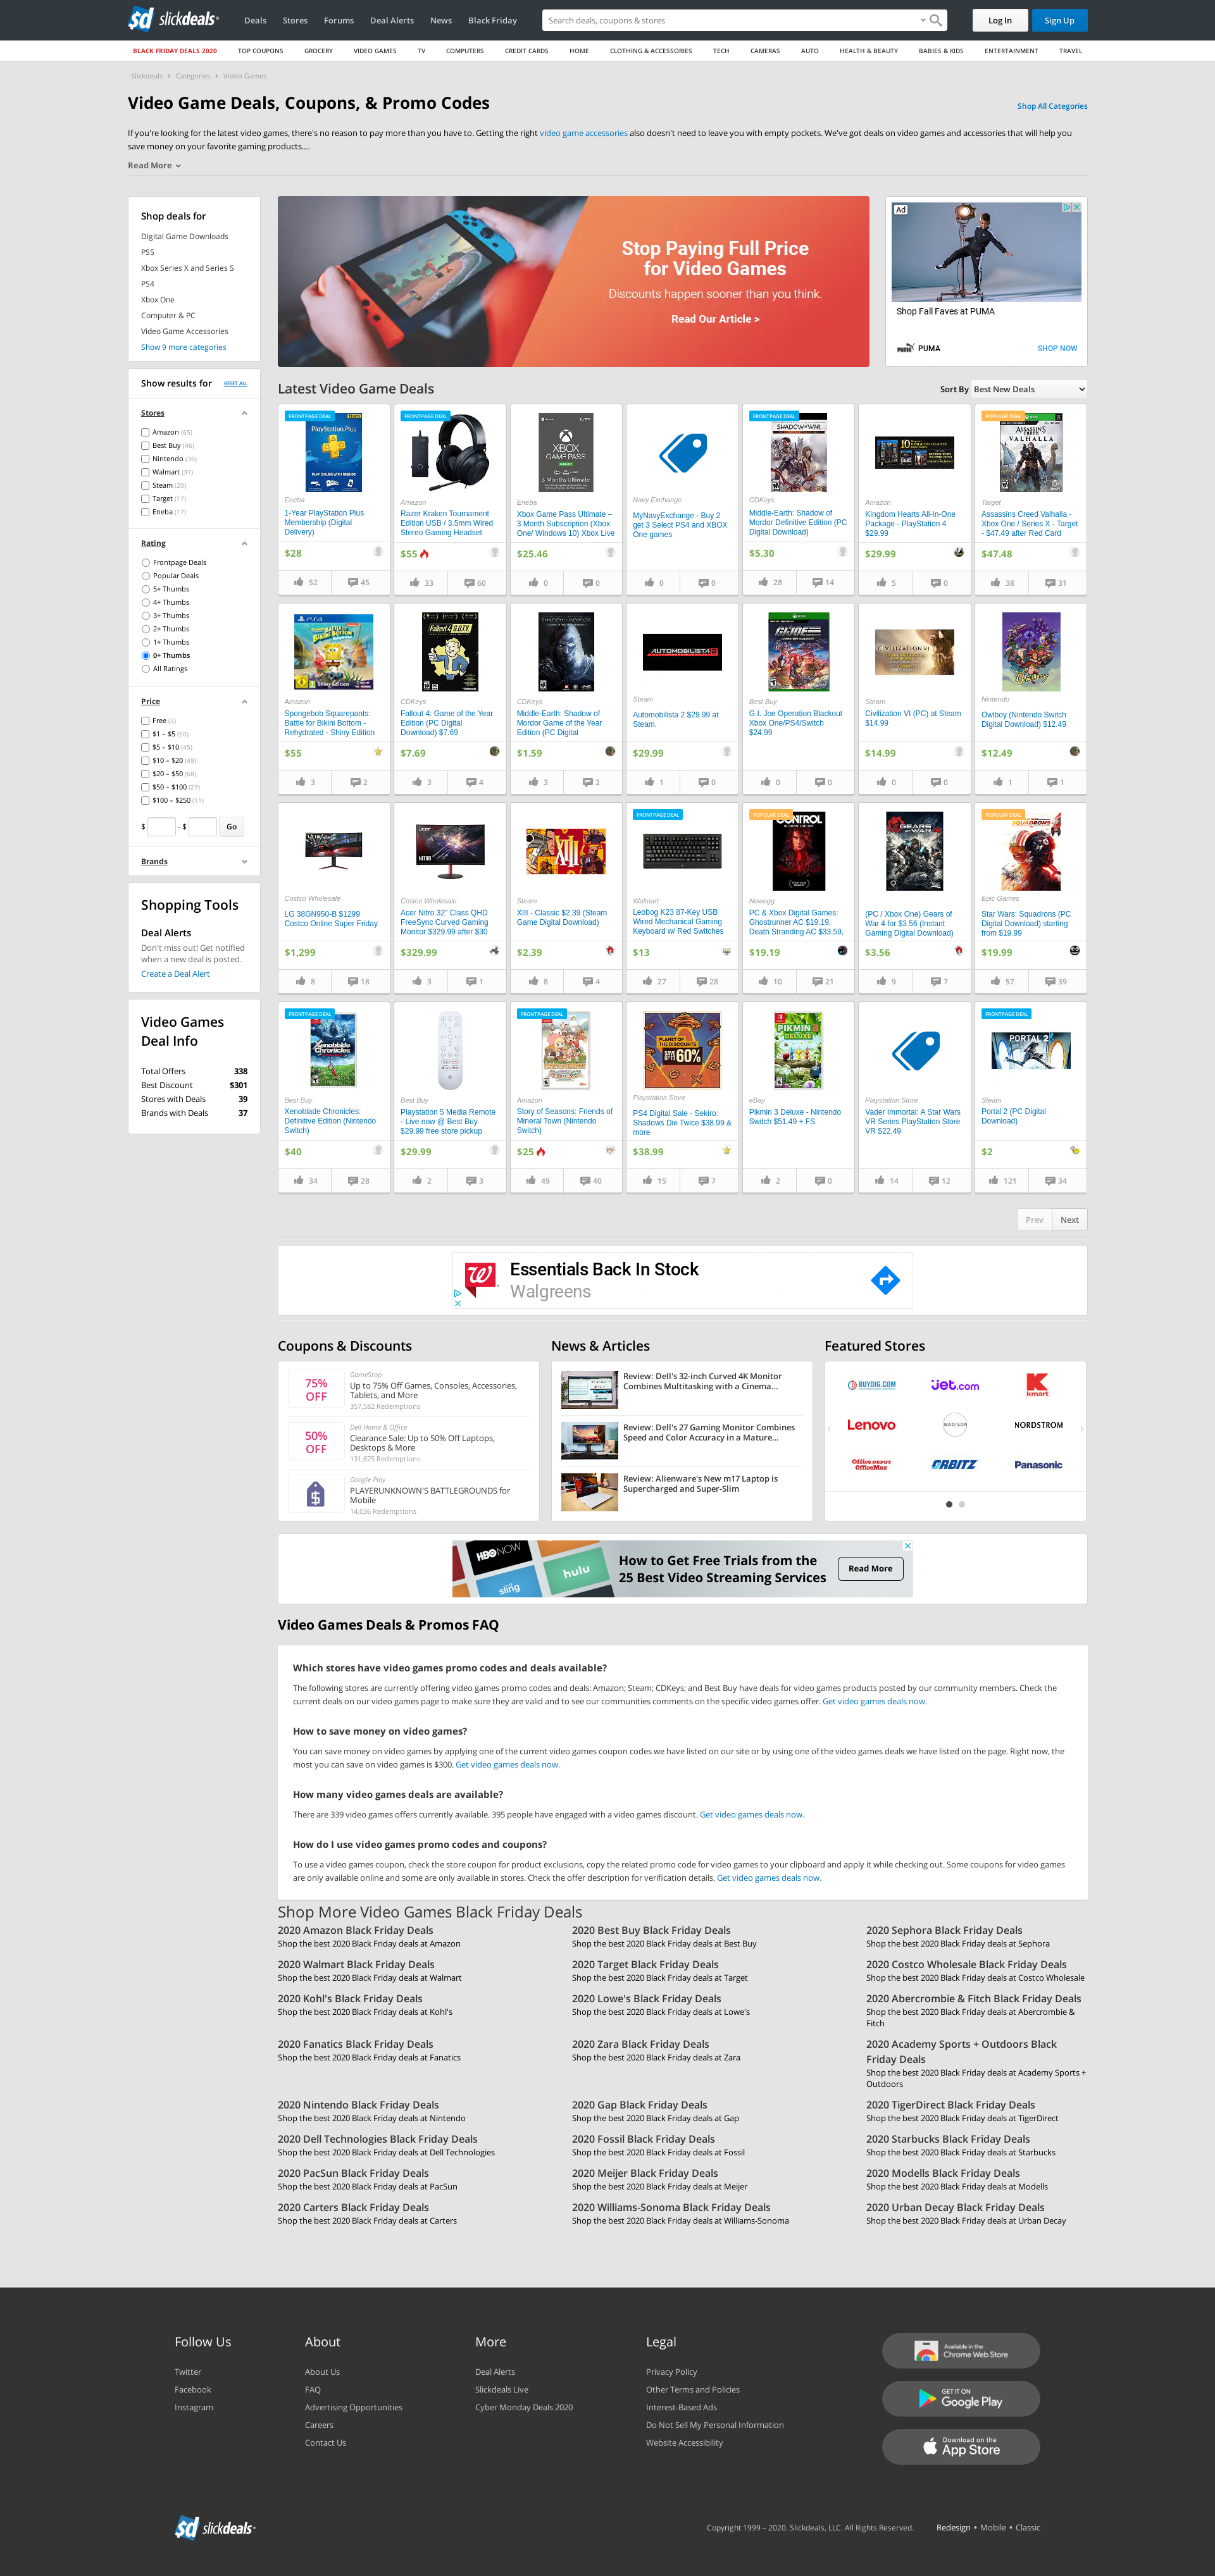 slickdeals
Deals
Stores
Forums
Deal Alerts
News
Black Friday
Search deals, coupons & stores
Log In
Sign Up
BLACK FRIDAY DEALS 2020
TOP COUPONS
GROCERY
VIDEO GAMES
TV
COMPUTERS
CREDIT CARDS
HOME
CLOTHING & ACCESSORIES
TECH
CAMERAS
AUTO
HEALTH & BEAUTY
BABIES & KIDS
ENTERTAINMENT
TRAVEL
Slickdeals > Categories > Video Games
Video Game Deals, Coupons, & Promo Codes
Shop All Categories
If you're looking for the latest video games, there's no reason to pay more than you have to. Getting the right video game accessories also doesn't need to leave you with empty pockets. We've got deals on video games and accessories that will help you
save money on your favorite gaming products....
Read More
Shop deals for
Digital Game Downloads
PS5
Xbox Series X and Series S
PS4
Xbox One
Computer & PC
Video Game Accessories
Show 9 more categories
Show results for
RESET ALL
Stores
Amazon (65)
Best Buy (46)
Nintendo (36)
Walmart (31)
Steam (20)
Target (17)
Eneba (17)
Rating
Frontpage Deals
Popular Deals
5+ Thumbs
4+ Thumbs
3+ Thumbs
2+ Thumbs
1+ Thumbs
0+ Thumbs
All Ratings
Price
Free (3)
$1 – $5 (50)
$5 – $10 (45)
$10 – $20 (49)
$20 – $50 (68)
$50 – $100 (27)
$100 – $250 (11)
$ - $ Go
Brands
Shopping Tools
Deal Alerts
Don't miss out! Get notified
when a new deal is posted.
Create a Deal Alert
Video Games
Deal Info
Total Offers 338
Best Discount $301
Stores with Deals 39
Brands with Deals 37
Stop Paying Full Price
for Video Games
Discounts happen sooner than you think.
Read Our Article >
Ad
Shop Fall Faves at PUMA
PUMA
SHOP NOW
Latest Video Game Deals
Sort By Best New Deals
FRONTPAGE DEAL
Eneba
1-Year PlayStation Plus
Membership (Digital
Delivery)
$28
52 45
FRONTPAGE DEAL
Amazon
Razer Kraken Tournament
Edition USB / 3.5mm Wired
Stereo Gaming Headset
$55
33 60
XBOX
GAME PASS
Eneba
Xbox Game Pass Ultimate –
3 Month Subscription (Xbox
One/ Windows 10) Xbox Live
$25.46
0 0
Navy Exchange
MyNavyExchange - Buy 2
get 3 Select PS4 and XBOX
One games
0 0
FRONTPAGE DEAL
CDKeys
Middle-Earth: Shadow of
Mordor Definitive Edition (PC
Digital Download)
$5.30
28 14
Amazon
Kingdom Hearts All-In-One
Package - PlayStation 4
$29.99
$29.99
5 0
POPULAR DEAL
Target
Assassins Creed Valhalla -
Xbox One / Series X - Target
- $47.49 after Red Card
$47.48
38 31
Amazon
Spongebob Squarepants:
Battle for Bikini Bottom -
Rehydrated - Shiny Edition
$55
3 2
CDKeys
Fallout 4: Game of the Year
Edition (PC Digital
Download) $7.69
$7.69
3 4
CDKeys
Middle-Earth: Shadow of
Mordor Game of the Year
Edition (PC Digital
$1.59
3 2
AUTOMOBILISTA 2
Steam
Automobilista 2 $29.99 at
Steam.
$29.99
1 0
Best Buy
G.I. Joe Operation Blackout
Xbox One/PS4/Switch
$24.99
0 0
CIVILIZATION VI
Steam
Civilization VI (PC) at Steam
$14.99
$14.99
0 0
Nintendo
Owlboy (Nintendo Switch
Digital Download) $12.49
$12.49
1 1
Costco Wholesale
LG 38GN950-B $1299
Costco Online Super Friday
$1,299
8 18
Costco Wholesale
Acer Nitro 32" Class QHD
FreeSync Curved Gaming
Monitor $329.99 after $30
$329.99
3 1
XIII
Steam
XIII - Classic $2.39 (Steam
Game Digital Download)
$2.39
8 4
FRONTPAGE DEAL
Walmart
Leobog K23 87-Key USB
Wired Mechanical Gaming
Keyboard w/ Red Switches
$13
27 28
POPULAR DEAL
CONTROL
Newegg
PC & Xbox Digital Games:
Ghostrunner AC $19.19,
Death Stranding AC $33.59,
$19.19
10 21
(PC / Xbox One) Gears of
War 4 for $3.56 (Instant
Gaming Digital Download)
$3.56
9 7
POPULAR DEAL
Epic Games
Star Wars: Squadrons (PC
Digital Download) starting
from $19.99
$19.99
57 39
FRONTPAGE DEAL
Best Buy
Xenoblade Chronicles:
Definitive Edition (Nintendo
Switch)
$40
34 28
Best Buy
Playstation 5 Media Remote
- Live now @ Best Buy
$29.99 free store pickup
$29.99
2 3
FRONTPAGE DEAL
Amazon
Story of Seasons: Friends of
Mineral Town (Nintendo
Switch)
$25
49 40
PLANET OF
THE DISCOUNTS
60%
Playstation Store
PS4 Digital Sale - Sekiro:
Shadows Die Twice $38.99 &
more
$38.99
15 7
PIKMIN 3
DELUXE
eBay
Pikmin 3 Deluxe - Nintendo
Switch $51.49 + FS
2 0
Playstation Store
Vader Immortal: A Star Wars
VR Series PlayStation Store
VR $22.49
14 12
FRONTPAGE DEAL
PORTAL 2
Steam
Portal 2 (PC Digital
Download)
$2
121 34
Prev
Next
Essentials Back In Stock
Walgreens
Coupons & Discounts
75%
OFF
GameStop
Up to 75% Off Games, Consoles, Accessories,
Tablets, and More
357,582 Redemptions
50%
OFF
Dell Home & Office
Clearance Sale: Up to 50% Off Laptops,
Desktops & More
131,675 Redemptions
Google Play
PLAYERUNKNOWN'S BATTLEGROUNDS for
Mobile
14,036 Redemptions
News & Articles
Review: Dell's 32-inch Curved 4K Monitor
Combines Multitasking with a Cinema...
Review: Dell's 27 Gaming Monitor Combines
Speed and Color Accuracy in a Mature...
Review: Alienware's New m17 Laptop is
Supercharged and Super-Slim
Featured Stores
BUYDIG.COM
jet.com
kmart
Lenovo
MADISON
NORDSTROM
Office DEPOT
OfficeMax
ORBITZ
Panasonic
HBO NOW
sling
hulu
How to Get Free Trials from the
25 Best Video Streaming Services
Read More
Video Games Deals & Promos FAQ
Which stores have video games promo codes and deals available?
The following stores are currently offering video games promo codes and deals: Amazon; Steam; CDKeys; and Best Buy have deals for video games products posted by our community members. Check the
current deals on our video games page to make sure they are valid and to see our communities comments on the specific video games offer. Get video games deals now.
How to save money on video games?
You can save money on video games by applying one of the current video games coupon codes we have listed on our site or by using one of the video games deals we have listed on the page. Right now, the
most you can save on video games is $300. Get video games deals now.
How many video games deals are available?
There are 339 video games offers currently available. 395 people have engaged with a video games discount. Get video games deals now.
How do I use video games promo codes and coupons?
To use a video games coupon, check the store coupon for product exclusions, copy the related promo code for video games to your clipboard and apply it while checking out. Some coupons for video games
are only available online and some are only available in stores. Check the offer description for verification details. Get video games deals now.
Shop More Video Games Black Friday Deals
2020 Amazon Black Friday Deals
Shop the best 2020 Black Friday deals at Amazon
2020 Best Buy Black Friday Deals
Shop the best 2020 Black Friday deals at Best Buy
2020 Sephora Black Friday Deals
Shop the best 2020 Black Friday deals at Sephora
2020 Walmart Black Friday Deals
Shop the best 2020 Black Friday deals at Walmart
2020 Target Black Friday Deals
Shop the best 2020 Black Friday deals at Target
2020 Costco Wholesale Black Friday Deals
Shop the best 2020 Black Friday deals at Costco Wholesale
2020 Kohl's Black Friday Deals
Shop the best 2020 Black Friday deals at Kohl's
2020 Lowe's Black Friday Deals
Shop the best 2020 Black Friday deals at Lowe's
2020 Abercrombie & Fitch Black Friday Deals
Shop the best 2020 Black Friday deals at Abercrombie &
Fitch
2020 Fanatics Black Friday Deals
Shop the best 2020 Black Friday deals at Fanatics
2020 Zara Black Friday Deals
Shop the best 2020 Black Friday deals at Zara
2020 Academy Sports + Outdoors Black
Friday Deals
Shop the best 2020 Black Friday deals at Academy Sports +
Outdoors
2020 Nintendo Black Friday Deals
Shop the best 2020 Black Friday deals at Nintendo
2020 Gap Black Friday Deals
Shop the best 2020 Black Friday deals at Gap
2020 TigerDirect Black Friday Deals
Shop the best 2020 Black Friday deals at TigerDirect
2020 Dell Technologies Black Friday Deals
Shop the best 2020 Black Friday deals at Dell Technologies
2020 Fossil Black Friday Deals
Shop the best 2020 Black Friday deals at Fossil
2020 Starbucks Black Friday Deals
Shop the best 2020 Black Friday deals at Starbucks
2020 PacSun Black Friday Deals
Shop the best 2020 Black Friday deals at PacSun
2020 Meijer Black Friday Deals
Shop the best 2020 Black Friday deals at Meijer
2020 Modells Black Friday Deals
Shop the best 2020 Black Friday deals at Modells
2020 Carters Black Friday Deals
Shop the best 2020 Black Friday deals at Carters
2020 Williams-Sonoma Black Friday Deals
Shop the best 2020 Black Friday deals at Williams-Sonoma
2020 Urban Decay Black Friday Deals
Shop the best 2020 Black Friday deals at Urban Decay
Follow Us
Twitter
Facebook
Instagram
About
About Us
FAQ
Advertising Opportunities
Careers
Contact Us
More
Deal Alerts
Slickdeals Live
Cyber Monday Deals 2020
Legal
Privacy Policy
Other Terms and Policies
Interest-Based Ads
Do Not Sell My Personal Information
Website Accessibility
Available in the
Chrome Web Store
GET IT ON
Google Play
Download on the
App Store
slickdeals
Copyright 1999 – 2020. Slickdeals, LLC. All Rights Reserved.
Redesign • Mobile • Classic